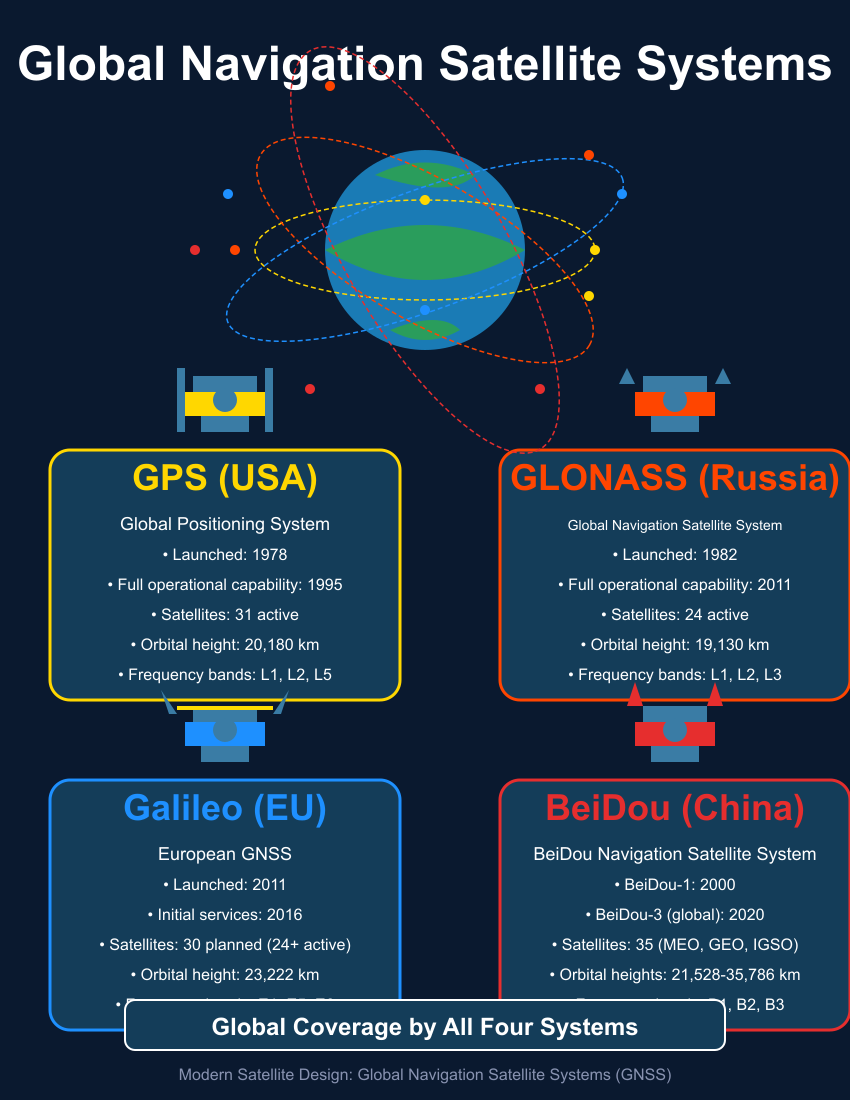 Global Navigation Satellite Systems
GPS (USA)
Global Positioning System
• Launched: 1978
• Full operational capability: 1995
• Satellites: 31 active
• Orbital height: 20,180 km
• Frequency bands: L1, L2, L5
GLONASS (Russia)
Global Navigation Satellite System
• Launched: 1982
• Full operational capability: 2011
• Satellites: 24 active
• Orbital height: 19,130 km
• Frequency bands: L1, L2, L3
Galileo (EU)
European GNSS
• Launched: 2011
• Initial services: 2016
• Satellites: 30 planned (24+ active)
• Orbital height: 23,222 km
BeiDou (China)
BeiDou Navigation Satellite System
• BeiDou-1: 2000
• BeiDou-3 (global): 2020
• Satellites: 35 (MEO, GEO, IGSO)
• Orbital heights: 21,528-35,786 km
B2, B3
Global Coverage by All Four Systems
Modern Satellite Design: Global Navigation Satellite Systems (GNSS)